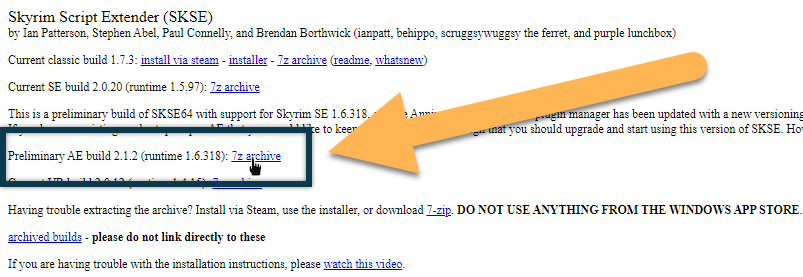 Skyrim Script Extender (SKSE)
by Ian Patterson, Stephen Abel, Paul Connelly, and Brendan Borthwick (ianpatt, behippo, scruggsywuggsy the ferret, and purple lunchbox)
Current classic build 1.7.3: install via steam - installer - 7z archive (readme, whatsnew)
Current SE build 2.0.20 (runtime 1.5.97): 7z archive
This is a preliminary build of SKSE64 with support for Skyrim SE 1.6.318, plugin manager has been updated with a new versioning
like to keep that you should upgrade and start using this version of SKSE.
Preliminary AE build 2.1.2 (runtime 1.6.318): 7z archive
Having trouble extracting the archive? Install via Steam, use the installer, or download 7-zip. DO NOT USE ANYTHING FROM THE WINDOWS APP STORE.
archived builds - please do not link directly to these
If you are having trouble with the installation instructions, please watch this video.